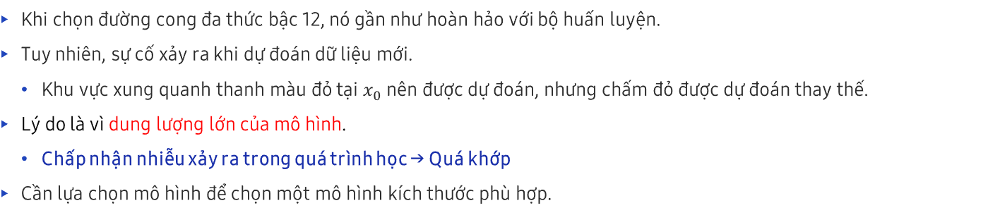 ▸ Khi chọn đường cong đa thức bậc 12, nó gần như hoàn hảo với bộ huấn luyện.
▸ Tuy nhiên, sự cố xảy ra khi dự đoán dữ liệu mới.
• Khu vực xung quanh thanh màu đỏ tại x₀ nên được dự đoán, nhưng chấm đỏ được dự đoán thay thế.
▸ Lý do là vì dung lượng lớn của mô hình.
• Chấp nhận nhiễu xảy ra trong quá trình học → Quá khớp
▸ Cần lựa chọn mô hình để chọn một mô hình kích thước phù hợp.